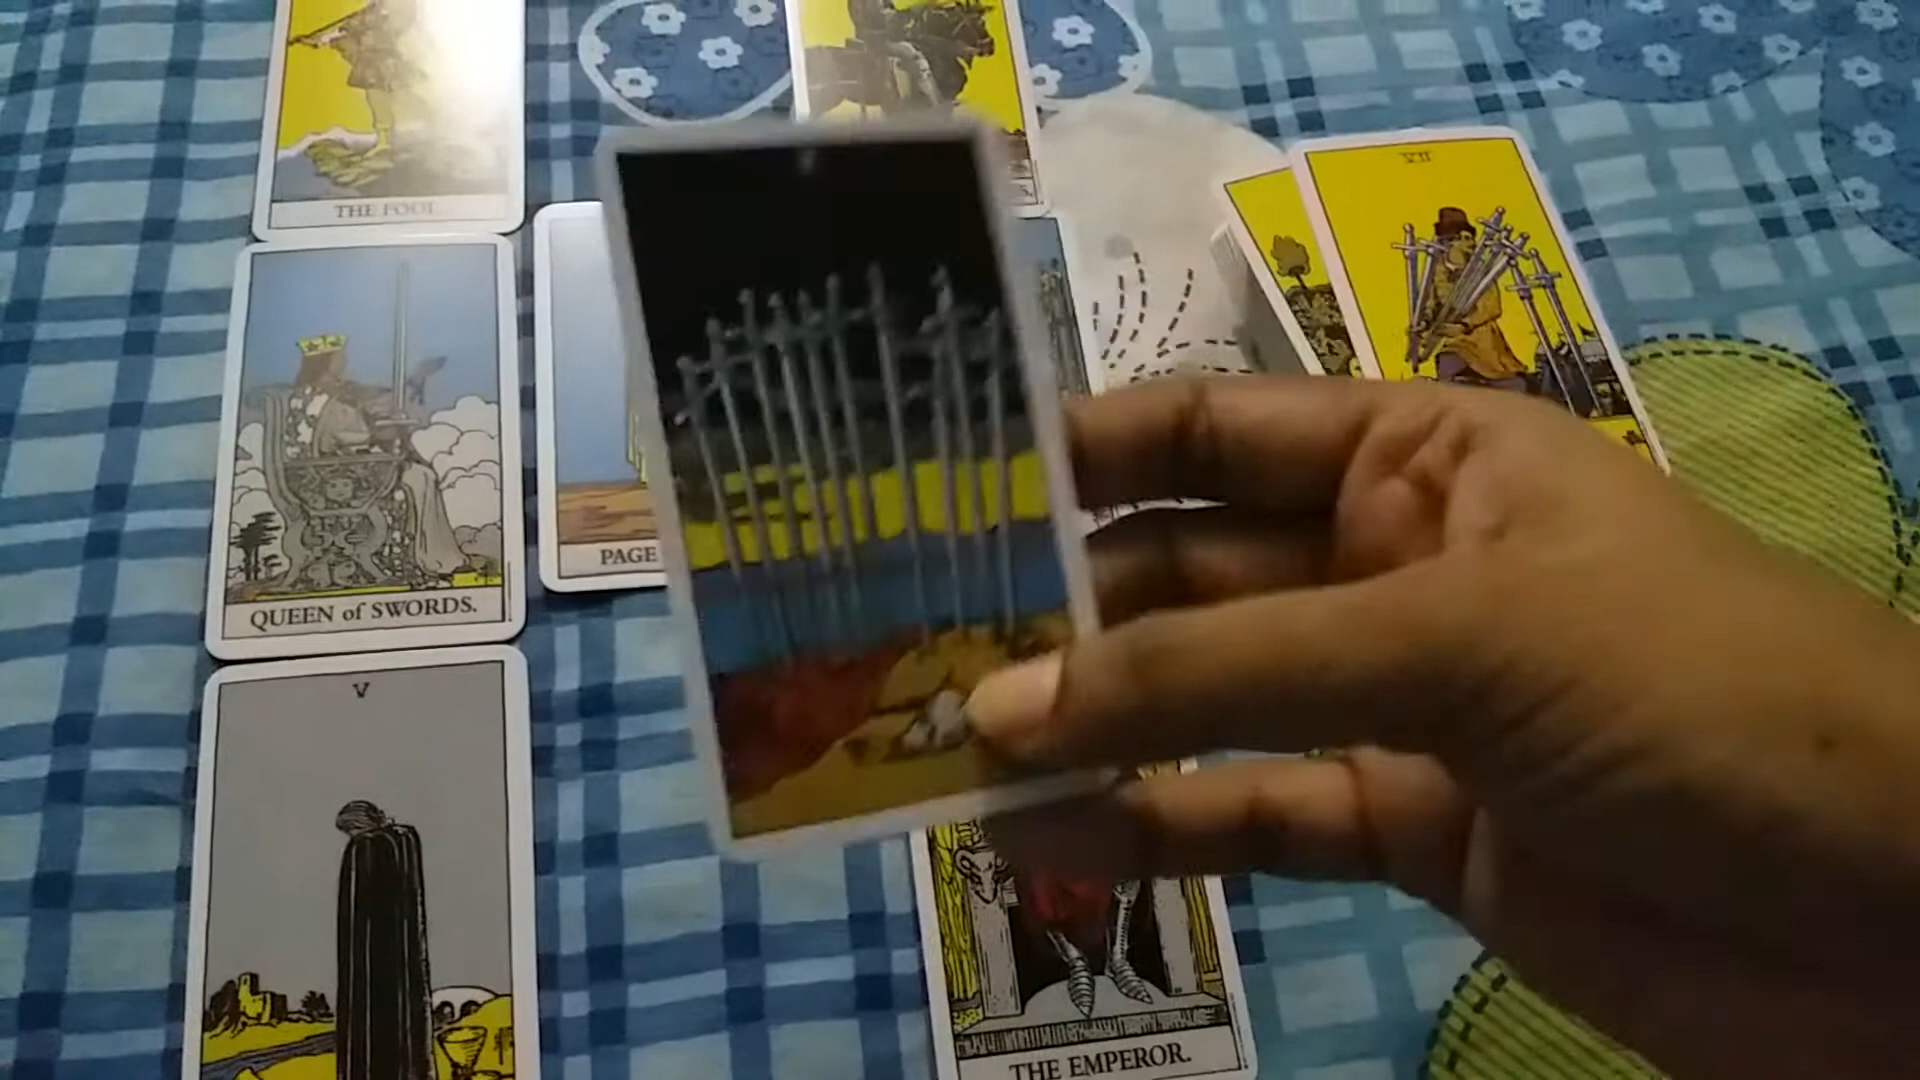 THE FOOL
S.
VII
QUEEN of SWORDS.
PAGE
V
THE EMPEROR.